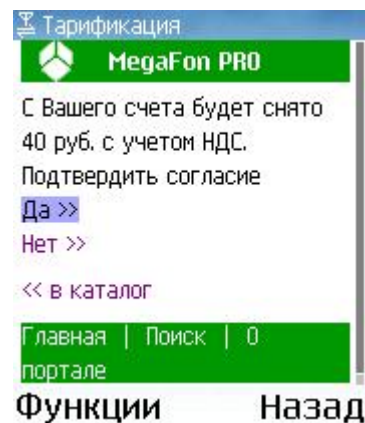 Тарификация
MegaFon PRO
С Вашего счета будет снято
40 руб. с учетом НДС.
Подтвердить согласие
Да >>
Нет >>
<< в каталог
Главная | Поиск | О
портале
Функции Назад